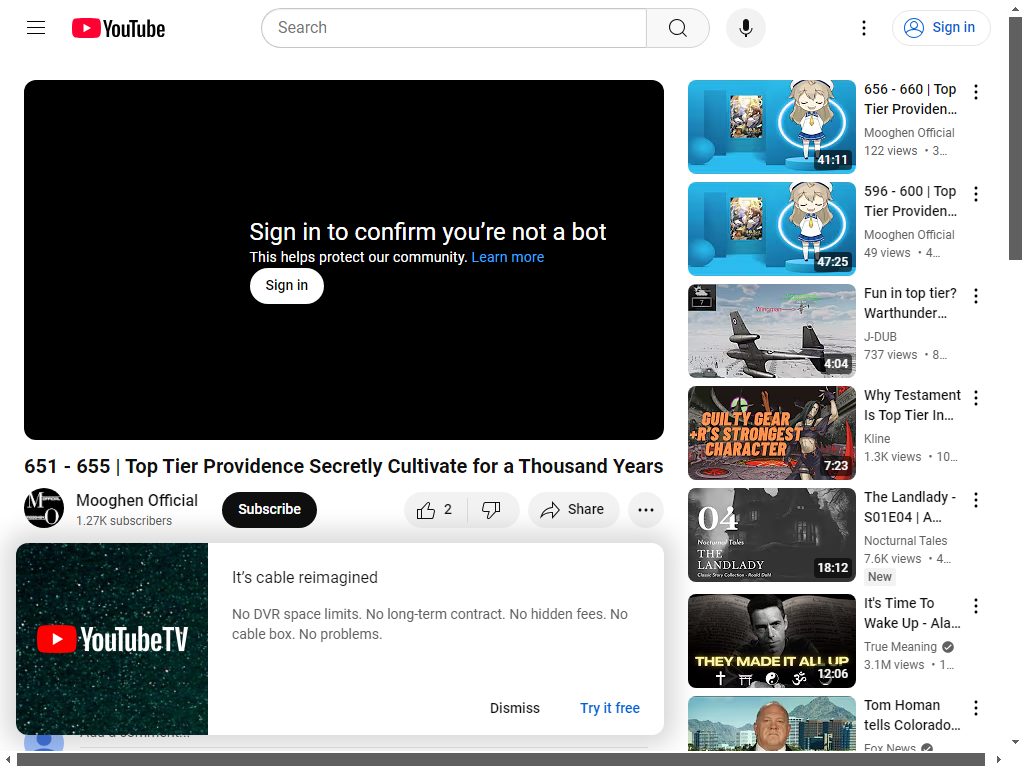 YouTube
Search
Sign in
Sign in to confirm you're not a bot
This helps protect our community. Learn more
Sign in
651 - 655 | Top Tier Providence Secretly Cultivate for a Thousand Years
Mooghen Official
1.27K subscribers
Subscribe
2
Share
It's cable reimagined
No DVR space limits. No long-term contract. No hidden fees. No
cable box. No problems.
YouTubeTV
Dismiss
Try it free
Add a comment...
656 - 660 | Top
Tier Providen…
Mooghen Official
122 views • 3…
41:11
596 - 600 | Top
Tier Providen…
Mooghen Official
49 views • 4…
47:25
Fun in top tier?
Warthunder…
J-DUB
737 views • 8…
7
Wingman
4:04
Why Testament
Is Top Tier In…
Kline
1.3K views • 10…
GUILTY GEAR
+R'S STRONGEST
CHARACTER
7:23
The Landlady -
S01E04 | A…
Nocturnal Tales
7.6K views • 4…
New
04
Nocturnal Tales
THE
LANDLADY
Classic Story Collection - Roald Dahl
18:12
It's Time To
Wake Up - Ala…
True Meaning
3.1M views • 1…
THEY MADE IT ALL UP
12:06
Tom Homan
tells Colorado…
Fox News